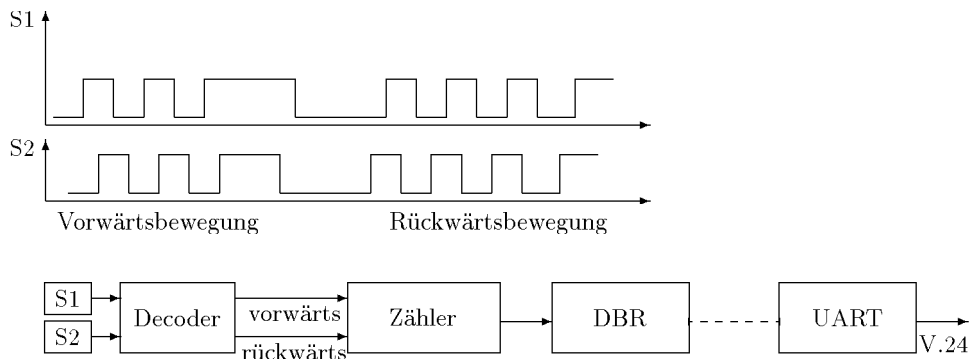 S1
S2
Vorwärtsbewegung
Rückwärtsbewegung
S1
S2
Decoder
vorwärts
rückwärts
Zähler
DBR
UART
V.24